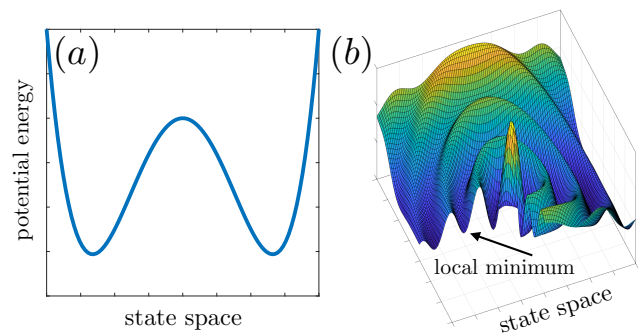 (a)
potential energy
state space
(b)
local minimum
state space